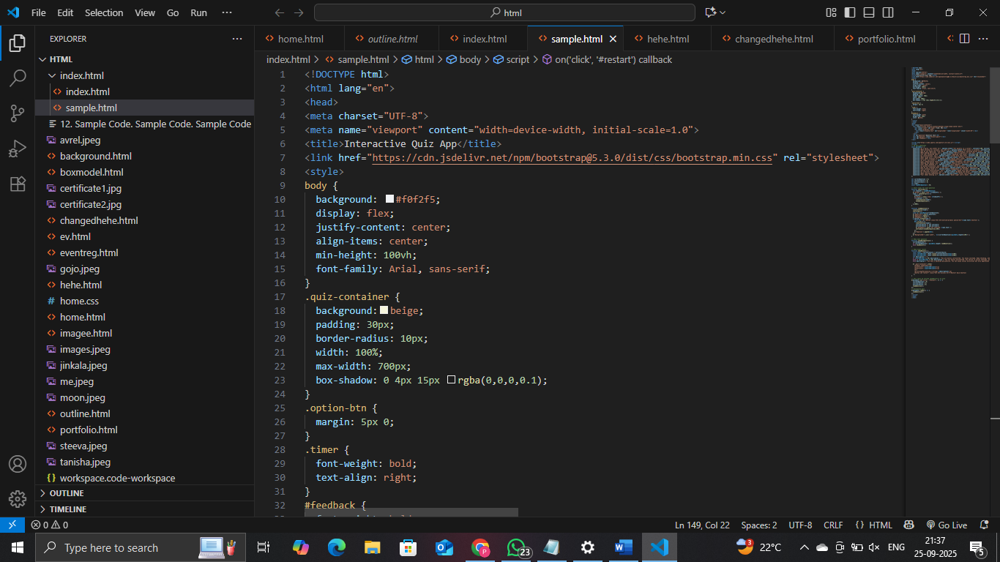 File Edit Selection View Go Run ···
html
EXPLORER ···
HTML
index.html
index.html
sample.html
12. Sample Code. Sample Code. Sample Code
avrel.jpeg
background.html
boxmodel.html
certificate1.jpg
certificate2.jpg
changedhehe.html
ev.html
eventreg.html
gojo.jpeg
hehe.html
# home.css
home.html
imagee.html
images.jpeg
jinkala.jpeg
me.jpeg
moon.jpeg
outline.html
portfolio.html
steeva.jpeg
tanisha.jpeg
{} workspace.code-workspace
OUTLINE
TIMELINE
home.html outline.html index.html sample.html hehe.html changedhehe.html portfolio.html ···
index.html > sample.html > html > body > script > on('click', '#restart') callback
1 <!DOCTYPE html>
2 <html lang="en">
3 <head>
4 <meta charset="UTF-8">
5 <meta name="viewport" content="width=device-width, initial-scale=1.0">
6 <title>Interactive Quiz App</title>
7 <link href="https://cdn.jsdelivr.net/npm/bootstrap@5.3.0/dist/css/bootstrap.min.css" rel="stylesheet">
8 <style>
9 body {
10 background: #f0f2f5;
11 display: flex;
12 justify-content: center;
13 align-items: center;
14 min-height: 100vh;
15 font-family: Arial, sans-serif;
16 }
17 .quiz-container {
18 background: beige;
19 padding: 30px;
20 border-radius: 10px;
21 width: 100%;
22 max-width: 700px;
23 box-shadow: 0 4px 15px rgba(0,0,0,0.1);
24 }
25 .option-btn {
26 margin: 5px 0;
27 }
28 .timer {
29 font-weight: bold;
30 text-align: right;
31 }
32 #feedback {
0 0
Ln 149, Col 22 Spaces: 2 UTF-8 CRLF {} HTML Go Live
Type here to search
23
3
22°C
ENG
21:37
25-09-2025
5